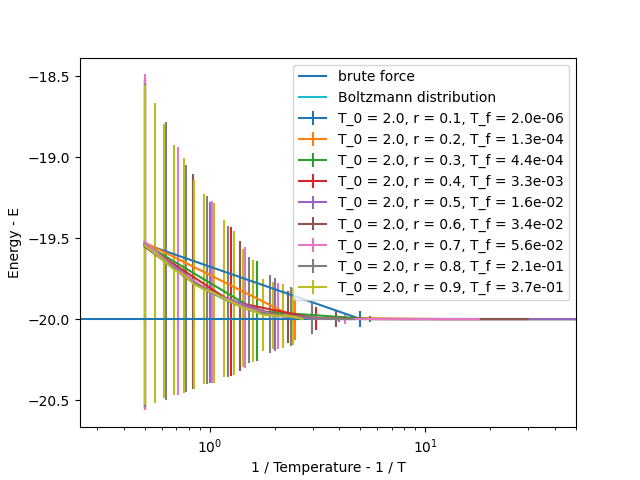 −18.5
−19.0
−19.5
−20.0
−20.5
Energy - E
10⁰
10¹
1 / Temperature - 1 / T
brute force
Boltzmann distribution
T_0 = 2.0, r = 0.1, T_f = 2.0e-06
T_0 = 2.0, r = 0.2, T_f = 1.3e-04
T_0 = 2.0, r = 0.3, T_f = 4.4e-04
T_0 = 2.0, r = 0.4, T_f = 3.3e-03
T_0 = 2.0, r = 0.5, T_f = 1.6e-02
T_0 = 2.0, r = 0.6, T_f = 3.4e-02
T_0 = 2.0, r = 0.7, T_f = 5.6e-02
T_0 = 2.0, r = 0.8, T_f = 2.1e-01
T_0 = 2.0, r = 0.9, T_f = 3.7e-01